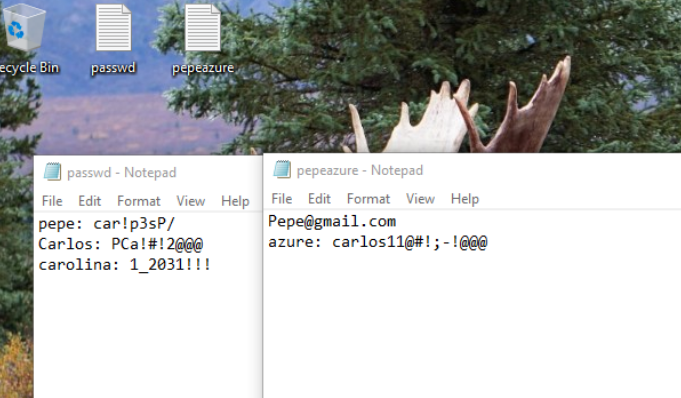 ecycle Bin
passwd
pepeazure
passwd - Notepad
File Edit Format View Help
pepe: car!p3sP/
Carlos: PCa!#!2@@@
carolina: 1_2031!!!
pepeazure - Notepad
File Edit Format View Help
Pepe@gmail.com
azure: carlos11@#!;-!@@@